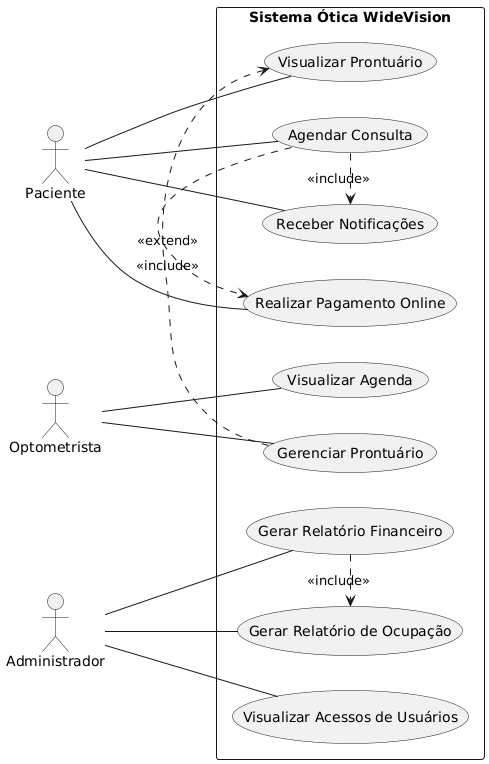 Sistema Ótica WideVision
Visualizar Prontuário
Agendar Consulta
«include»
Paciente
Receber Notificações
«extend»
«include»
Realizar Pagamento Online
Visualizar Agenda
Optometrista
Gerenciar Prontuário
Gerar Relatório Financeiro
«include»
Gerar Relatório de Ocupação
Administrador
Visualizar Acessos de Usuários